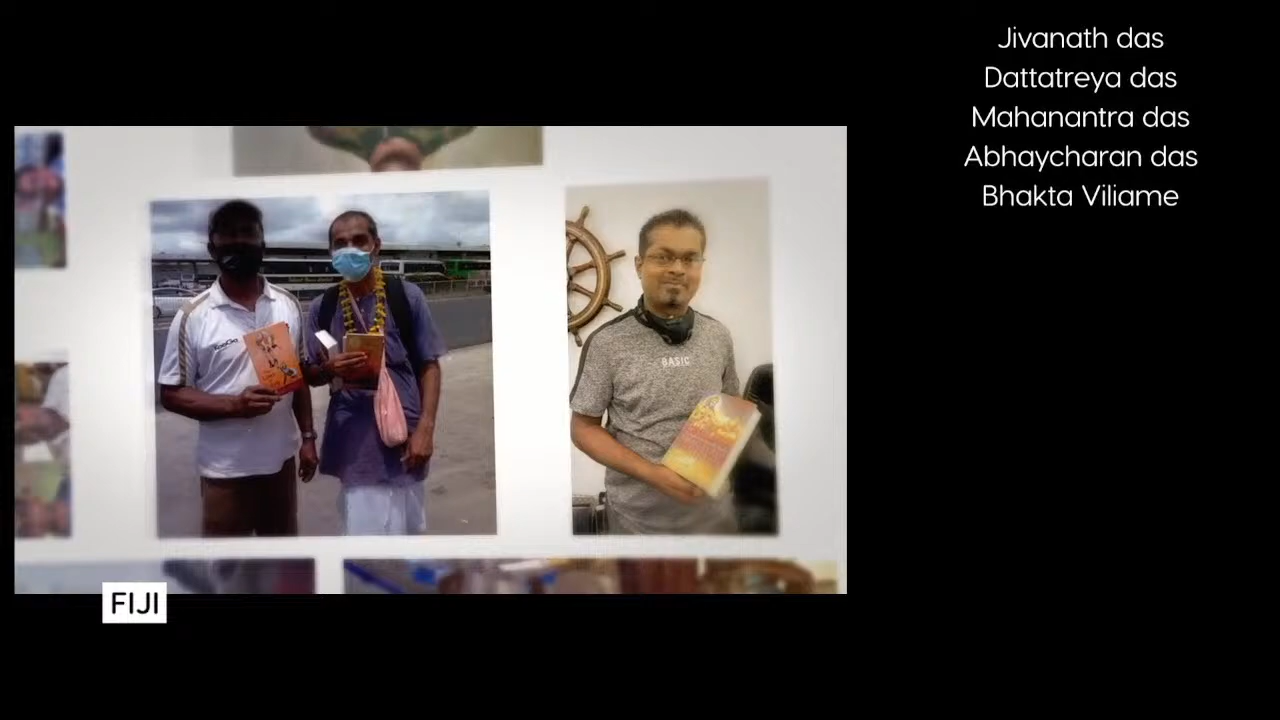 Jivanath das
Dattatreya das
Mahanantra das
Abhaycharan das
Bhakta Viliame
BASIC
FIJI